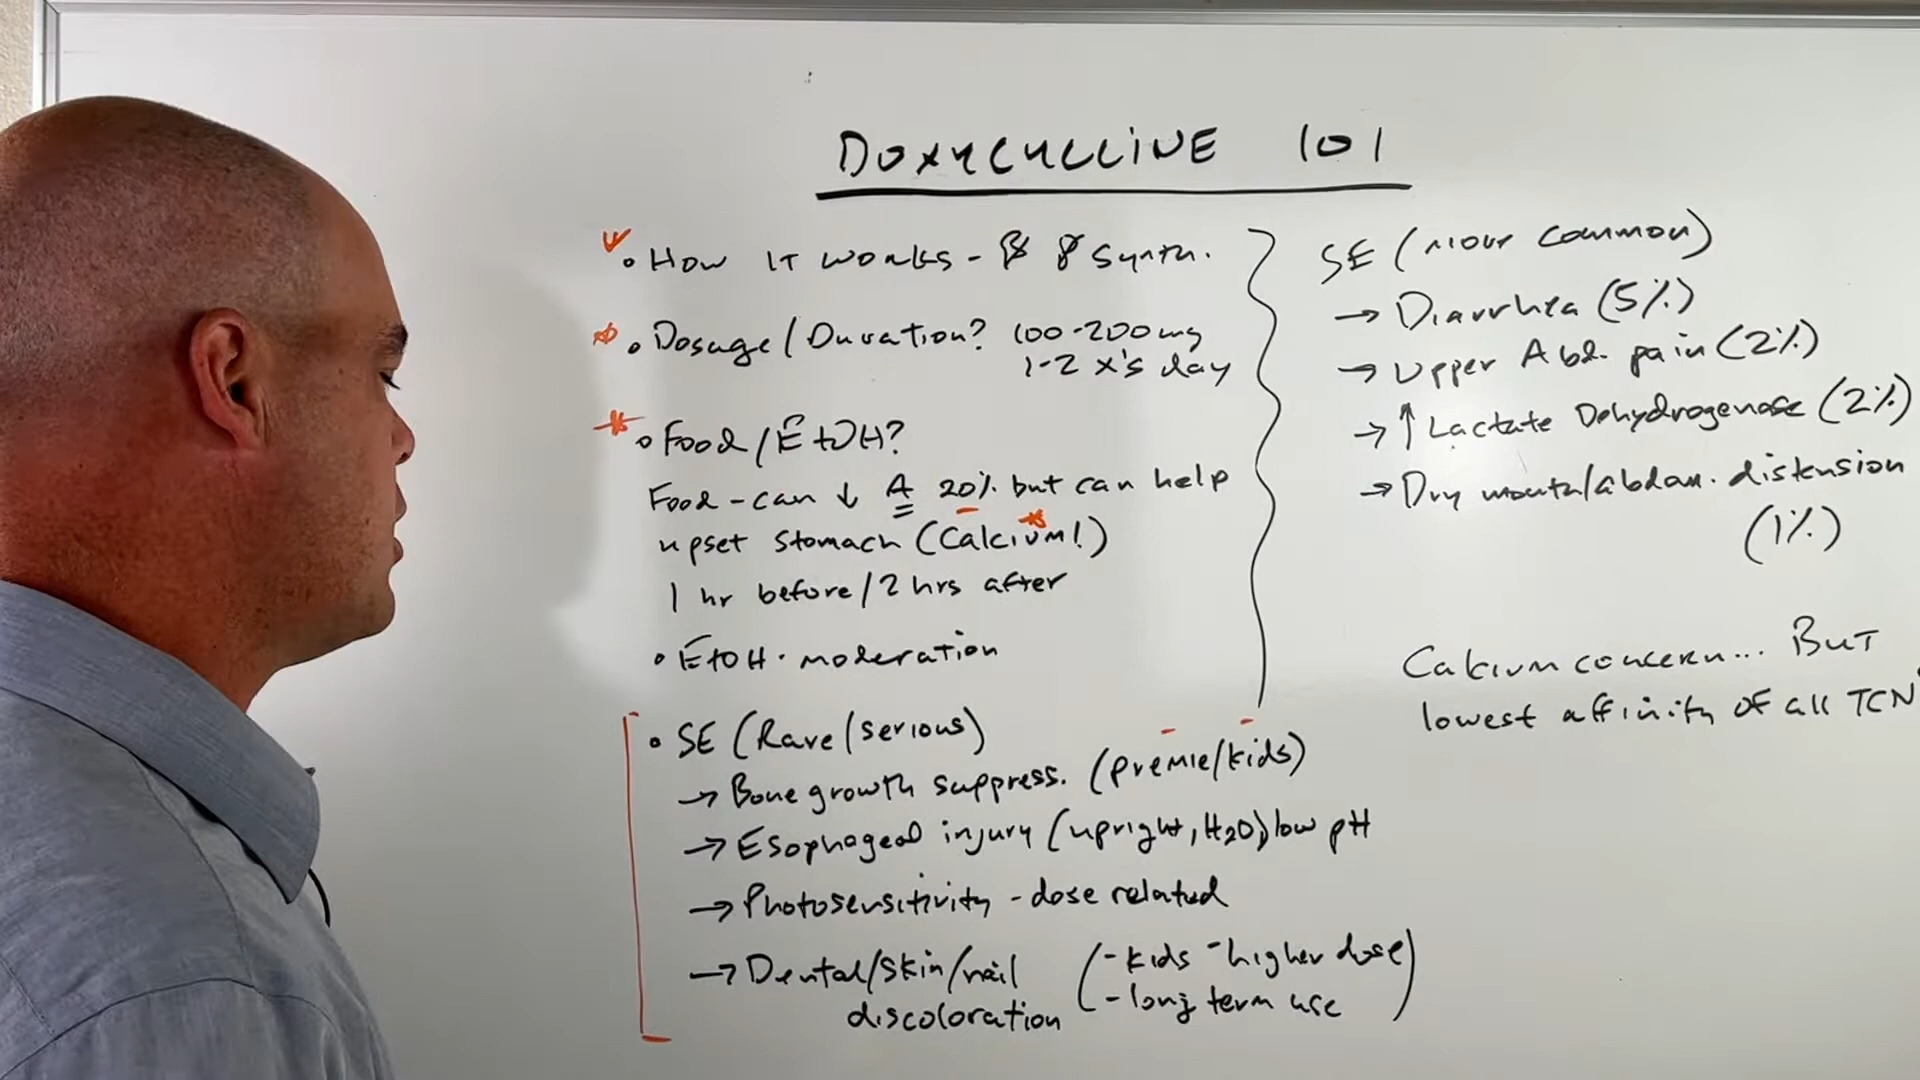 DOXYCYCLINE 101
• How it works - Synth.
• Dosage/Duration? 100-200mg
1-2 x's day
• Food/EtOH?
Food - can ↓ A 20% but can help
upset stomach (Calcium!)
1 hr before/2 hrs after
• EtOH - moderation
• SE (Rare/serious)
→ Bone growth suppress. (premie/kids)
→ Esophageal injury (upright, H2O) low pH
→ Photosensitivity - dose related
→ Dental/skin/nail
discoloration
(- kids - higher dose
- long term use)
SE (more common)
→ Diarrhea (5%)
→ Upper Abd. pain (2%)
→ ↑ Lactate Dehydrogenase (2%)
→ Dry mouth/abdom. distension
(1%)
Calcium concern... But
lowest affinity of all TCN'